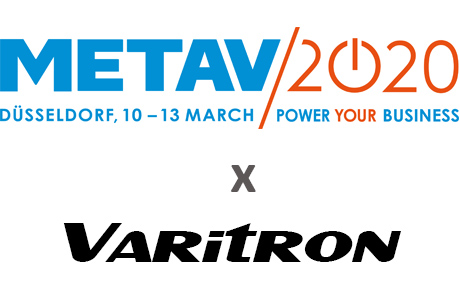 METAV/2020
DÜSSELDORF, 10 – 13 MARCH / POWER YOUR BUSINESS
X
VARiTRON